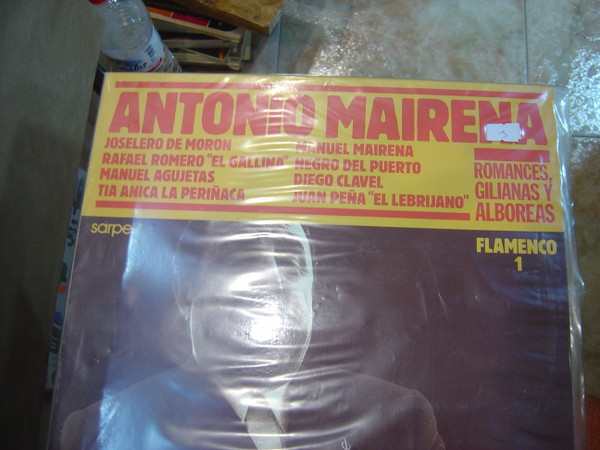 ANTONIO MAIRENA
JOSELERO DE MORON
RAFAEL ROMERO "EL GALLINA"
MANUEL AGUJETAS
TIA ANICA LA PERIÑACA
MANUEL MAIRENA
NEGRO DEL PUERTO
DIEGO CLAVEL
JUAN PEÑA "EL LEBRIJANO"
ROMANCES,
GILIANAS Y
ALBOREAS
sarpe
FLAMENCO
1